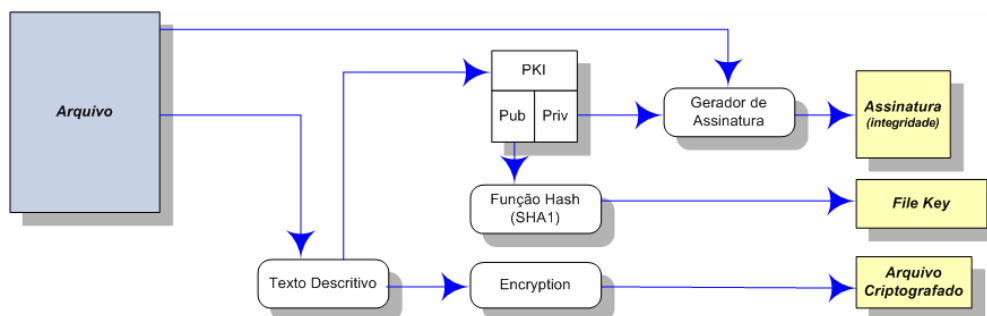 Arquivo
PKI
Pub
Priv
Gerador de
Assinatura
Assinatura
(integridade)
Função Hash
(SHA1)
File Key
Texto Descritivo
Encryption
Arquivo
Criptografado